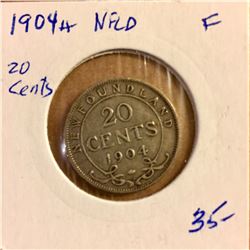 1904H NFLD F
20
Cents
NEWFOUNDLAND
20
CENTS
1904
35-